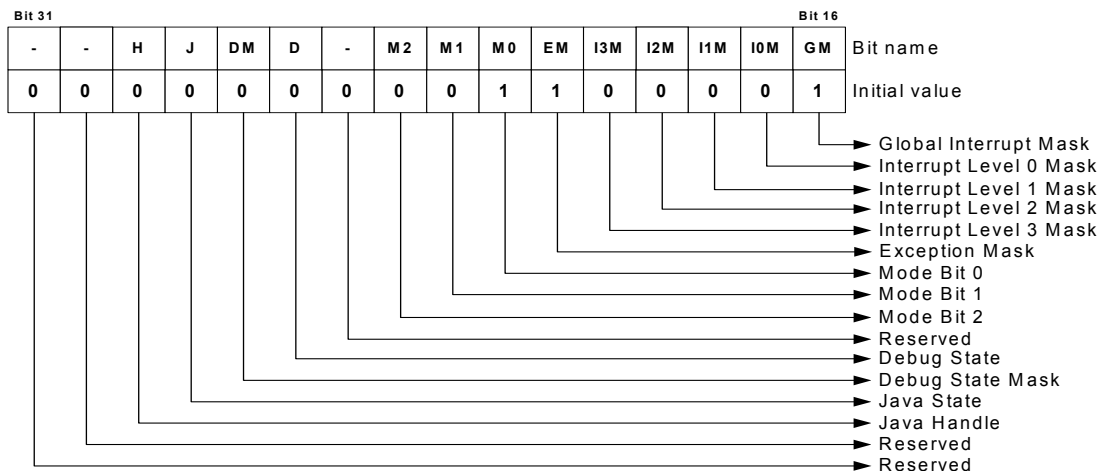 Bit 31 Bit 16
- - H J DM D - M2 M1 M0 EM I3M I2M I1M I0M GM Bit name
0 0 0 0 0 0 0 0 0 1 1 0 0 0 0 1 Initial value
Global Interrupt Mask
Interrupt Level 0 Mask
Interrupt Level 1 Mask
Interrupt Level 2 Mask
Interrupt Level 3 Mask
Exception Mask
Mode Bit 0
Mode Bit 1
Mode Bit 2
Reserved
Debug State
Debug State Mask
Java State
Java Handle
Reserved
Reserved